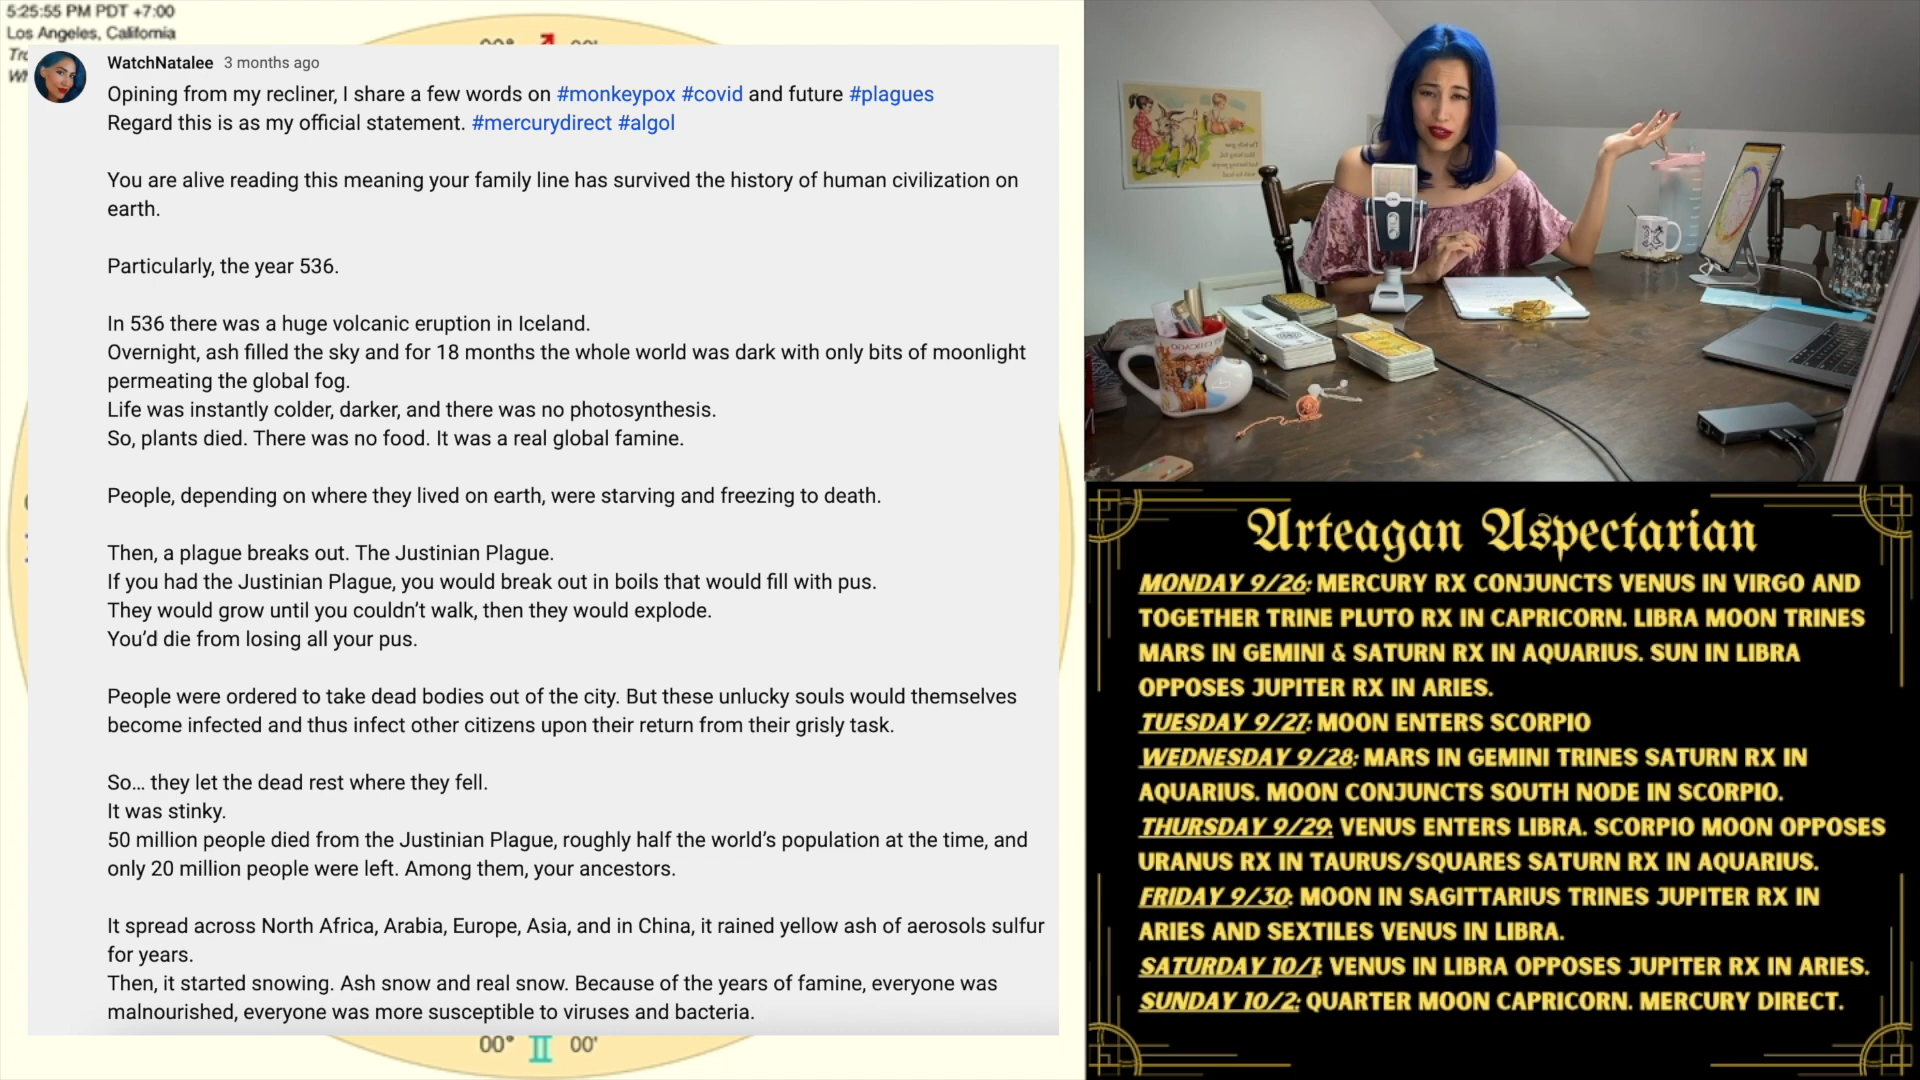 5:25:55 PM PDT +7:00
Los Angeles, California
WatchNatalee 3 months ago
Opining from my recliner, I share a few words on #monkeypox #covid and future #plagues
Regard this is as my official statement. #mercurydirect #algol
You are alive reading this meaning your family line has survived the history of human civilization on
earth.
Particularly, the year 536.
In 536 there was a huge volcanic eruption in Iceland.
Overnight, ash filled the sky and for 18 months the whole world was dark with only bits of moonlight
permeating the global fog.
Life was instantly colder, darker, and there was no photosynthesis.
So, plants died. There was no food. It was a real global famine.
People, depending on where they lived on earth, were starving and freezing to death.
Then, a plague breaks out. The Justinian Plague.
If you had the Justinian Plague, you would break out in boils that would fill with pus.
They would grow until you couldn’t walk, then they would explode.
You’d die from losing all your pus.
People were ordered to take dead bodies out of the city. But these unlucky souls would themselves
become infected and thus infect other citizens upon their return from their grisly task.
So… they let the dead rest where they fell.
It was stinky.
50 million people died from the Justinian Plague, roughly half the world’s population at the time, and
only 20 million people were left. Among them, your ancestors.
It spread across North Africa, Arabia, Europe, Asia, and in China, it rained yellow ash of aerosols sulfur
for years.
Then, it started snowing. Ash snow and real snow. Because of the years of famine, everyone was
malnourished, everyone was more susceptible to viruses and bacteria.
00° ♊ 00'
Arteagan Aspectarian
MONDAY 9/26: MERCURY RX CONJUNCTS VENUS IN VIRGO AND
TOGETHER TRINE PLUTO RX IN CAPRICORN. LIBRA MOON TRINES
MARS IN GEMINI & SATURN RX IN AQUARIUS. SUN IN LIBRA
OPPOSES JUPITER RX IN ARIES.
TUESDAY 9/27: MOON ENTERS SCORPIO
WEDNESDAY 9/28: MARS IN GEMINI TRINES SATURN RX IN
AQUARIUS. MOON CONJUNCTS SOUTH NODE IN SCORPIO.
THURSDAY 9/29: VENUS ENTERS LIBRA. SCORPIO MOON OPPOSES
URANUS RX IN TAURUS/SQUARES SATURN RX IN AQUARIUS.
FRIDAY 9/30: MOON IN SAGITTARIUS TRINES JUPITER RX IN
ARIES AND SEXTILES VENUS IN LIBRA.
SATURDAY 10/1: VENUS IN LIBRA OPPOSES JUPITER RX IN ARIES.
SUNDAY 10/2: QUARTER MOON CAPRICORN. MERCURY DIRECT.